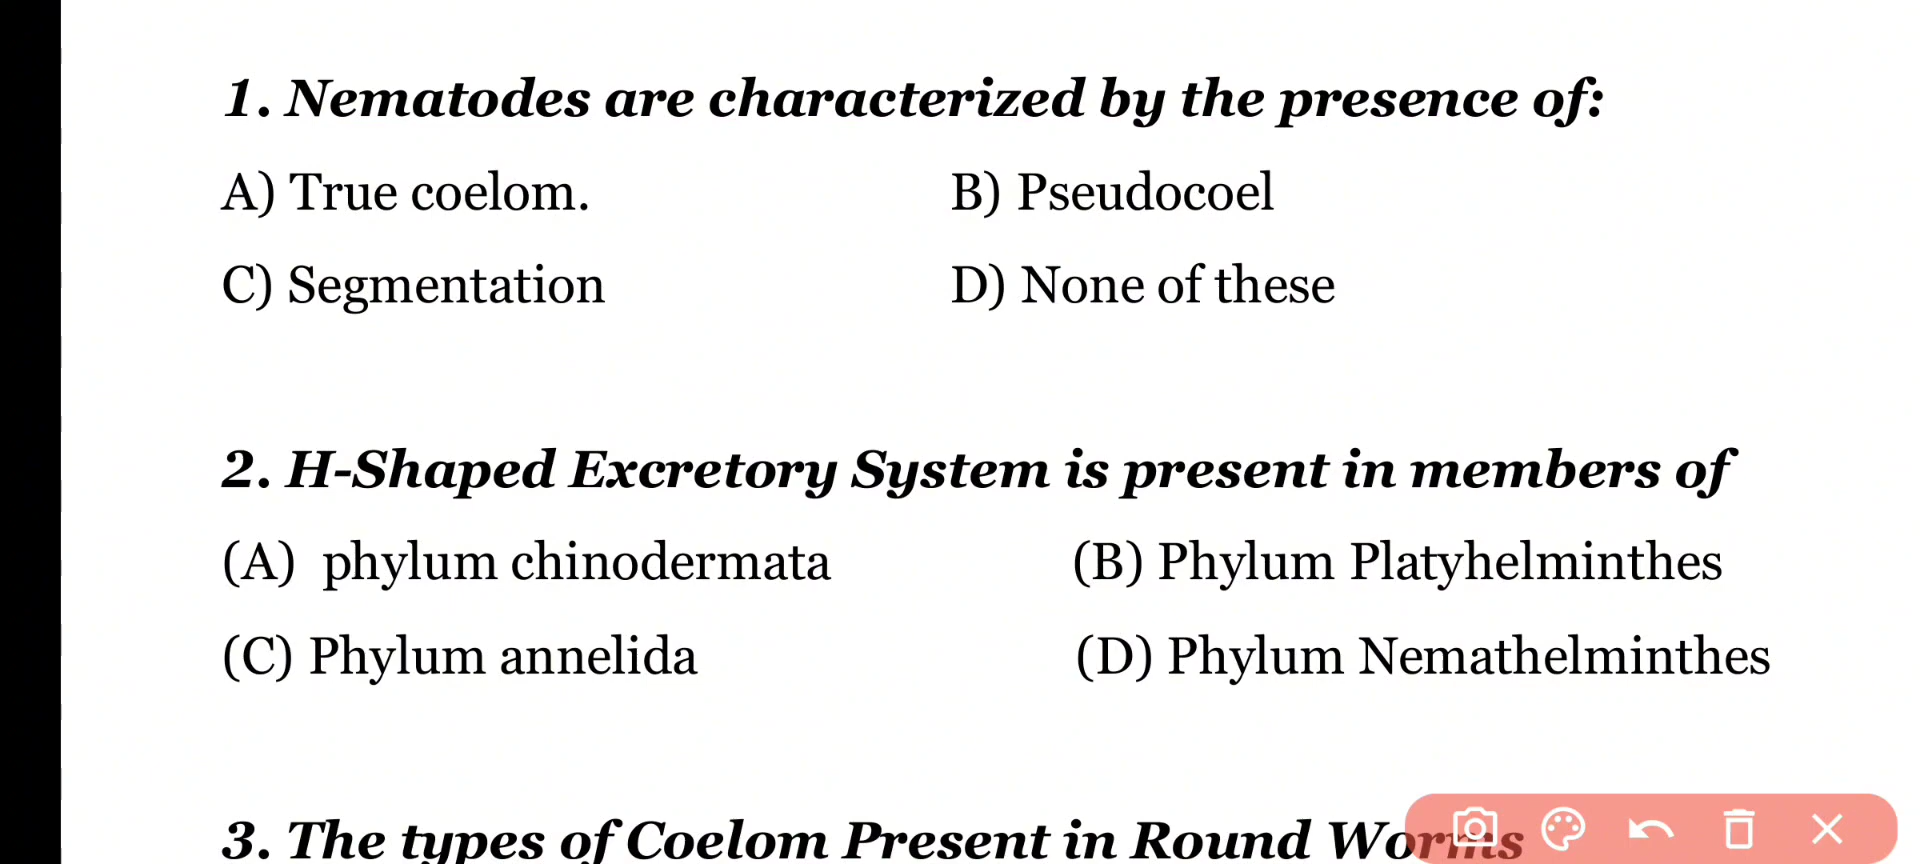 1. Nematodes are characterized by the presence of:
A) True coelom. B) Pseudocoel
C) Segmentation D) None of these
2. H-Shaped Excretory System is present in members of
(A) phylum chinodermata (B) Phylum Platyhelminthes
(C) Phylum annelida (D) Phylum Nemathelminthes
3. The types of Coelom Present in Round Worms